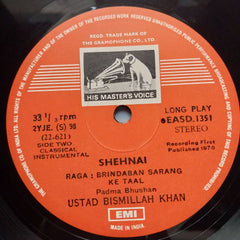 REGD. TRADE MARK OF
THE GRAMOPHONE CO. LTD
HIS MASTER'S VOICE
33⅓ rpm
2YJE. (S) 98
(22-6621)
SIDE TWO
CLASSICAL
INSTRUMENTAL
LONG PLAY
EASD.1351
STEREO
Recording First
Published 1970
SHEHNAI
RAGA : BRINDABAN SARANG
KE TAAL
Padma Bhushan
USTAD BISMILLAH KHAN
EMI
MADE IN INDIA